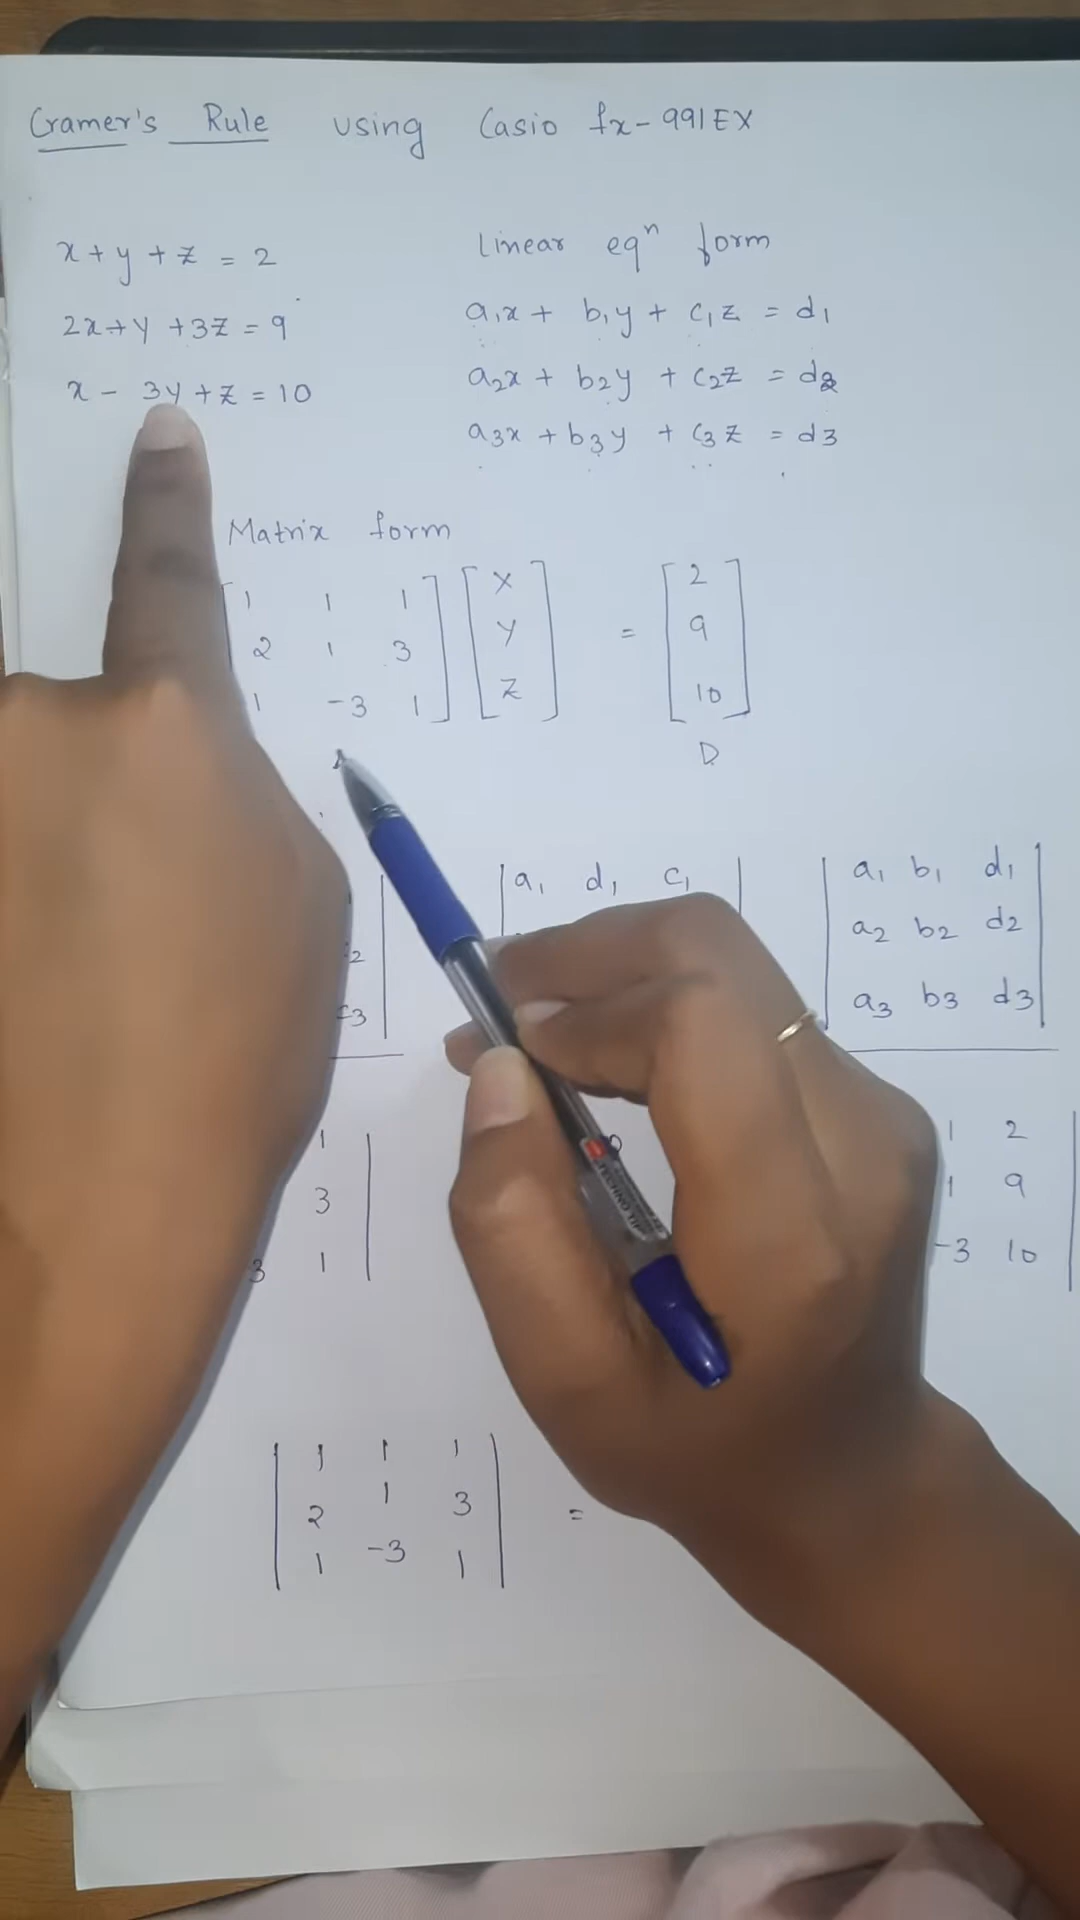 Cramer's Rule using Casio fx-991EX
x + y + z = 2
2x + y + 3z = 9
x - 3y + z = 10
Linear eqⁿ form
a₁x + b₁y + c₁z = d₁
a₂x + b₂y + c₂z = d₂
a₃x + b₃y + c₃z = d₃
Matrix form
1 1 1 x 2
2 1 3 y = 9
1 -3 1 z 10
D
a₁ d₁ c₁ a₁ b₁ d₁
a₂ b₂ d₂
a₃ b₃ d₃
1 1 2
3 1 9
3 1 -3 10
1 1 1
2 1 3 =
1 -3 1